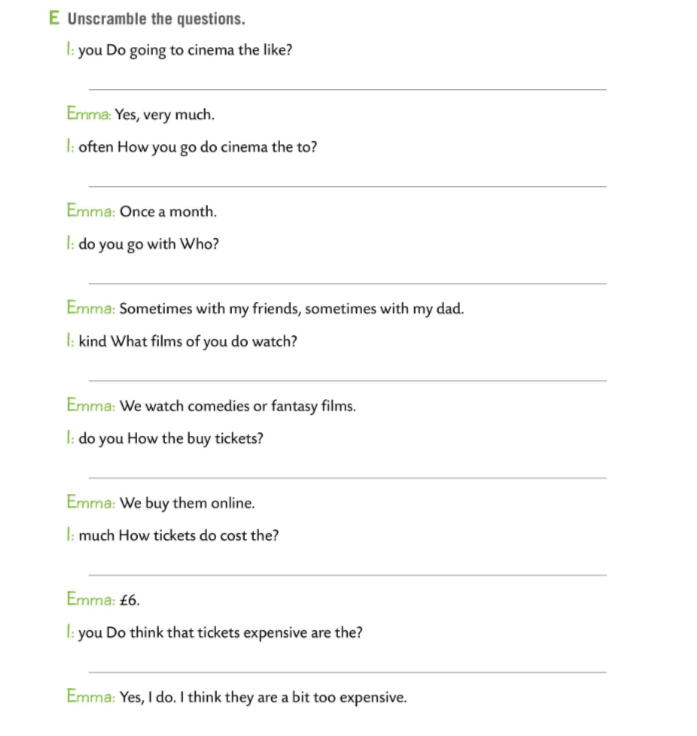 E Unscramble the questions.
I: you Do going to cinema the like?
Emma: Yes, very much.
I: often How you go do cinema the to?
Emma: Once a month.
I: do you go with Who?
Emma: Sometimes with my friends, sometimes with my dad.
I: kind What films of you do watch?
Emma: We watch comedies or fantasy films.
I: do you How the buy tickets?
Emma: We buy them online.
I: much How tickets do cost the?
Emma: £6.
I: you Do think that tickets expensive are the?
Emma: Yes, I do. I think they are a bit too expensive.